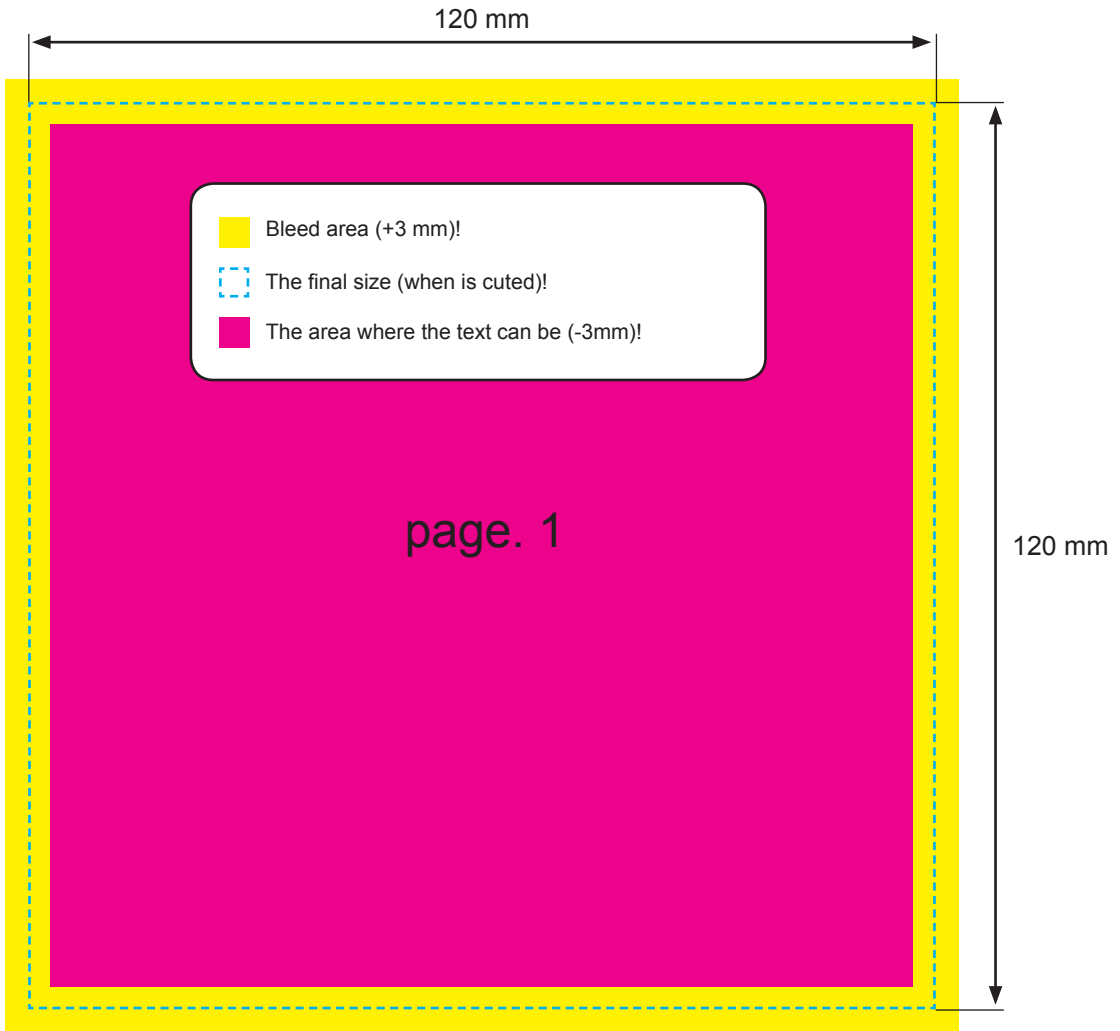 120 mm
Bleed area (+3 mm)!
The final size (when is cuted)!
The area where the text can be (-3mm)!
page. 1
120 mm